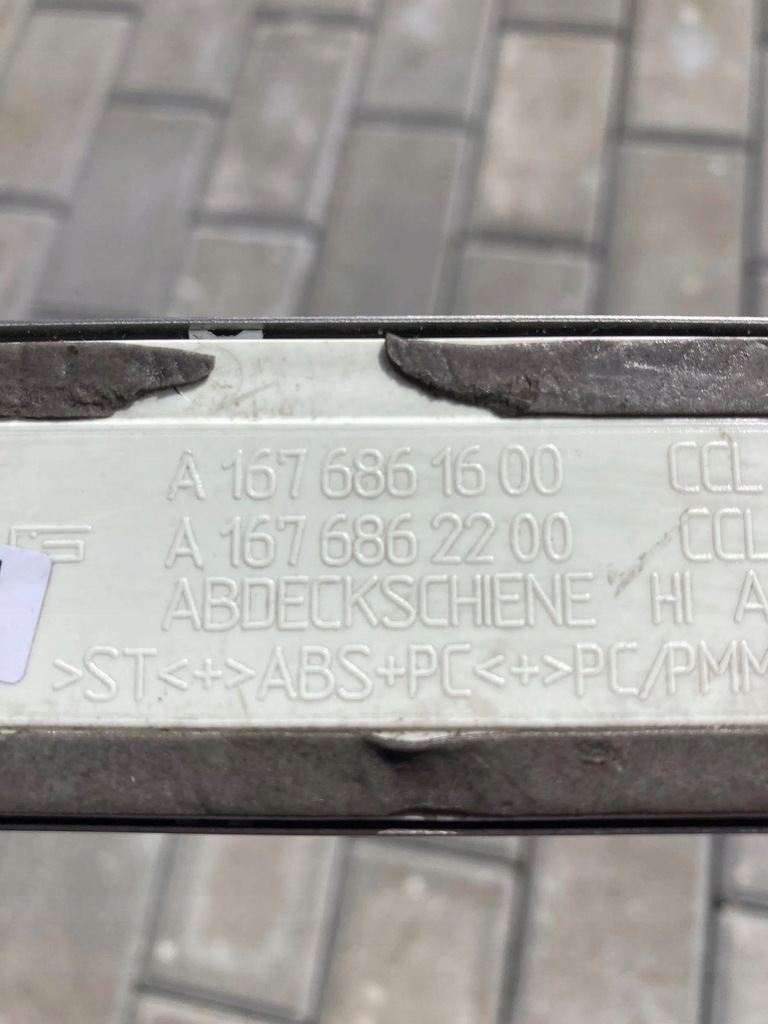 A 167 686 16 00 CCL
A 167 686 22 00 CCL
ABDECKSCHIENE HI A
>ST<+>ABS+PC<+>PC/PMM